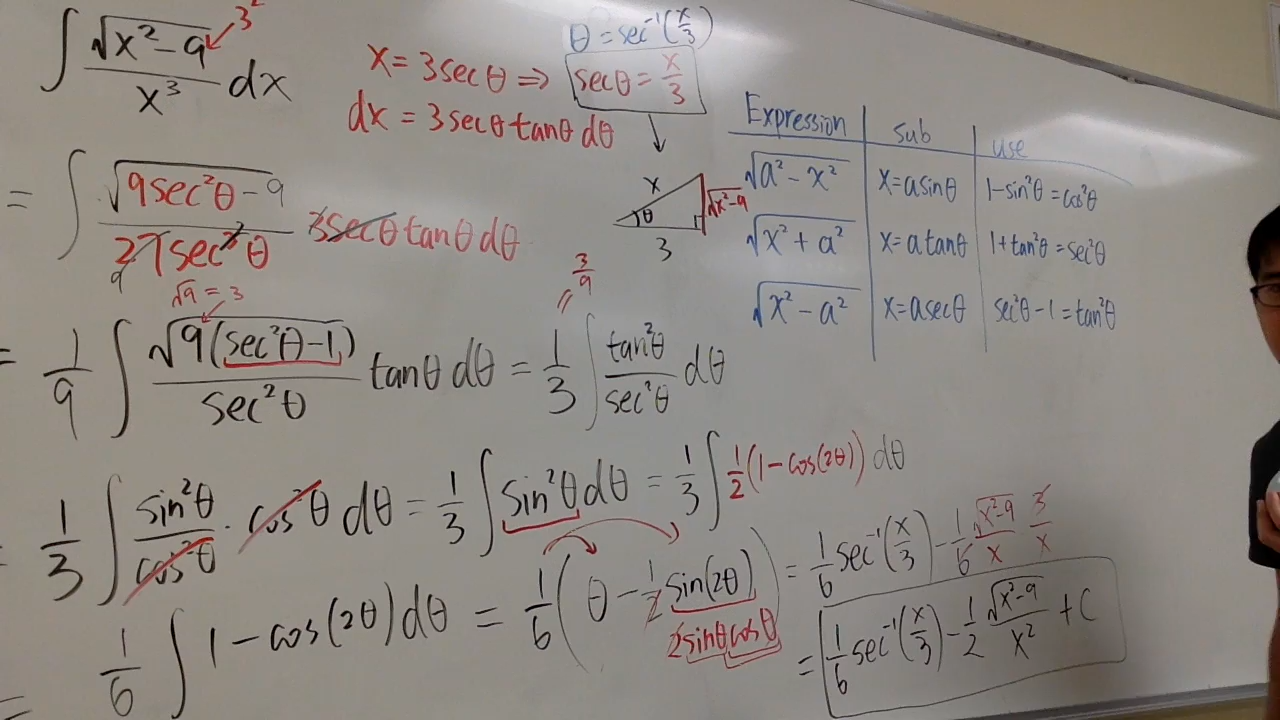 ∫ √(x²−9) / x³ dx
3²
x = 3secθ ⇒ secθ = x/3
θ = sec⁻¹(x/3)
dx = 3secθ tanθ dθ
x
θ
3
√(x²−9)
Expression | sub | use
√(a²−x²) | x = a sinθ | 1−sin²θ = cos²θ
√(x²+a²) | x = a tanθ | 1+tan²θ = sec²θ
√(x²−a²) | x = a secθ | sec²θ−1 = tan²θ
= ∫ √(9sec²θ−9) / 27sec³θ 3secθ tanθ dθ
9 2
√9 = 3
3/9
=
= 1/9 ∫ √(9(sec²θ−1)) / sec²θ tanθ dθ = 1/3 ∫ tan²θ / sec²θ dθ
= 1/3 ∫ sin²θ / cos²θ · cos²θ dθ = 1/3 ∫ sin²θ dθ = 1/3 ∫ 1/2 (1−cos(2θ)) dθ
= 1/6 ∫ 1−cos(2θ) dθ = 1/6 (θ − 1/2 sin(2θ)) = 1/6 sec⁻¹(x/3) − 1/6 √(x²−9)/x 3/x
2sinθcosθ
= 1/6 sec⁻¹(x/3) − 1/2 √(x²−9)/x² + C